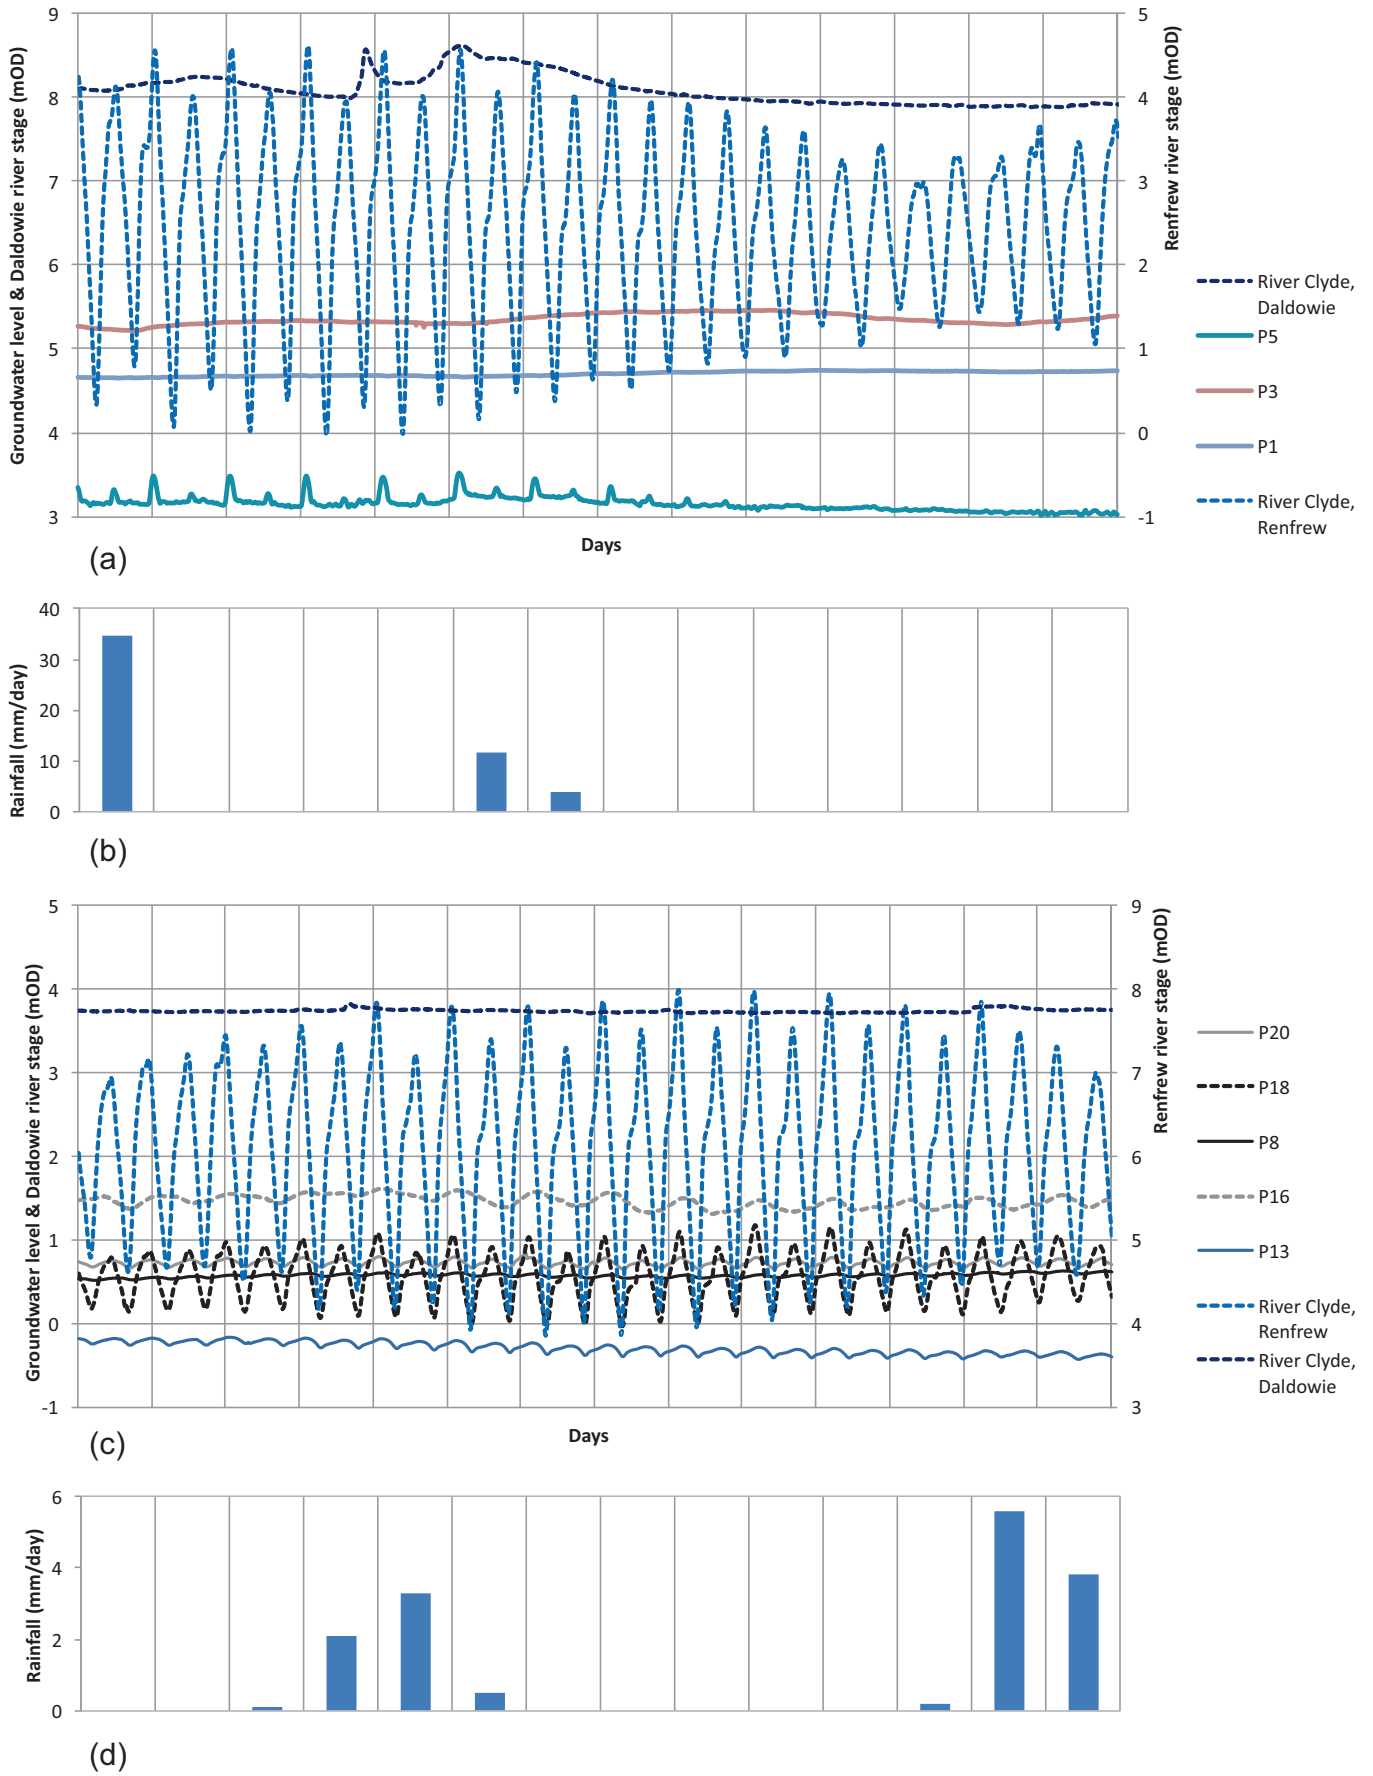 Groundwater level & Daldowie river stage (mOD)
9
8
7
6
5
4
3
5
4
3
2
1
0
-1
Renfrew river stage (mOD)
River Clyde,
Daldowie
P5
P3
P1
River Clyde,
Renfrew
Days
(a)
Rainfall (mm/day)
40
30
20
10
0
(b)
Groundwater level & Daldowie river stage (mOD)
5
4
3
2
1
0
-1
9
8
7
6
5
4
3
Renfrew river stage (mOD)
P20
P18
P8
P16
P13
River Clyde,
Renfrew
River Clyde,
Daldowie
Days
(c)
Rainfall (mm/day)
6
4
2
0
(d)